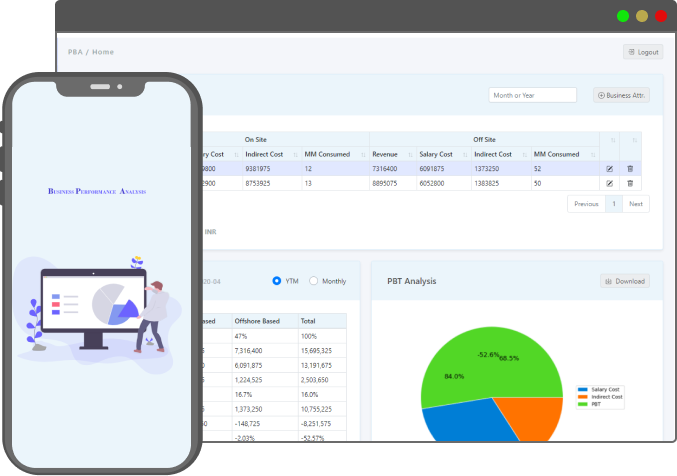 PBA / Home
Logout
Month or Year
Business Attr.
On Site Off Site
ry Cost Indirect Cost MM Consumed Revenue Salary Cost Indirect Cost MM Consumed
9800 9381975 12 7316400 6091875 1373250 52
2900 8753925 13 8895075 6052800 1383825 50
Previous 1 Next
INR
BUSINESS PERFORMANCE ANALYSIS
20-04 YTM Monthly
PBT Analysis Download
ased Offshore Based Total
47% 100%
7,316,400 15,695,325
6,091,875 13,191,675
1,224,525 2,503,650
16.7% 16.0%
1,373,250 10,755,225
-148,725 -8,251,575
-2.03% -52.57%
-52.6% 68.5%
84.0%
Salary Cost
Indirect Cost
PBT